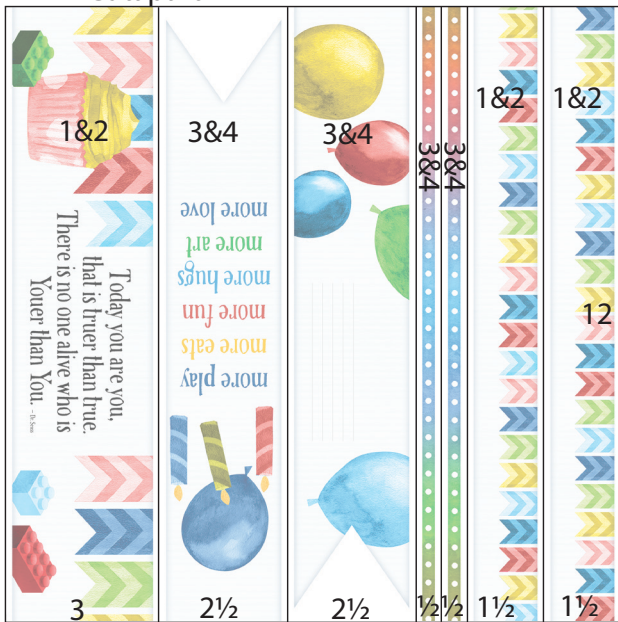 1&2
3&4
3&4
3&4
3&4
1&2
1&2
12
more love
more art
more hugs
more fun
more eats
more play
Today you are you,
that is truer than true.
There is no one alive who is
Youer than You. - Dr. Seuss
3
2½
2½
½
½
1½
1½